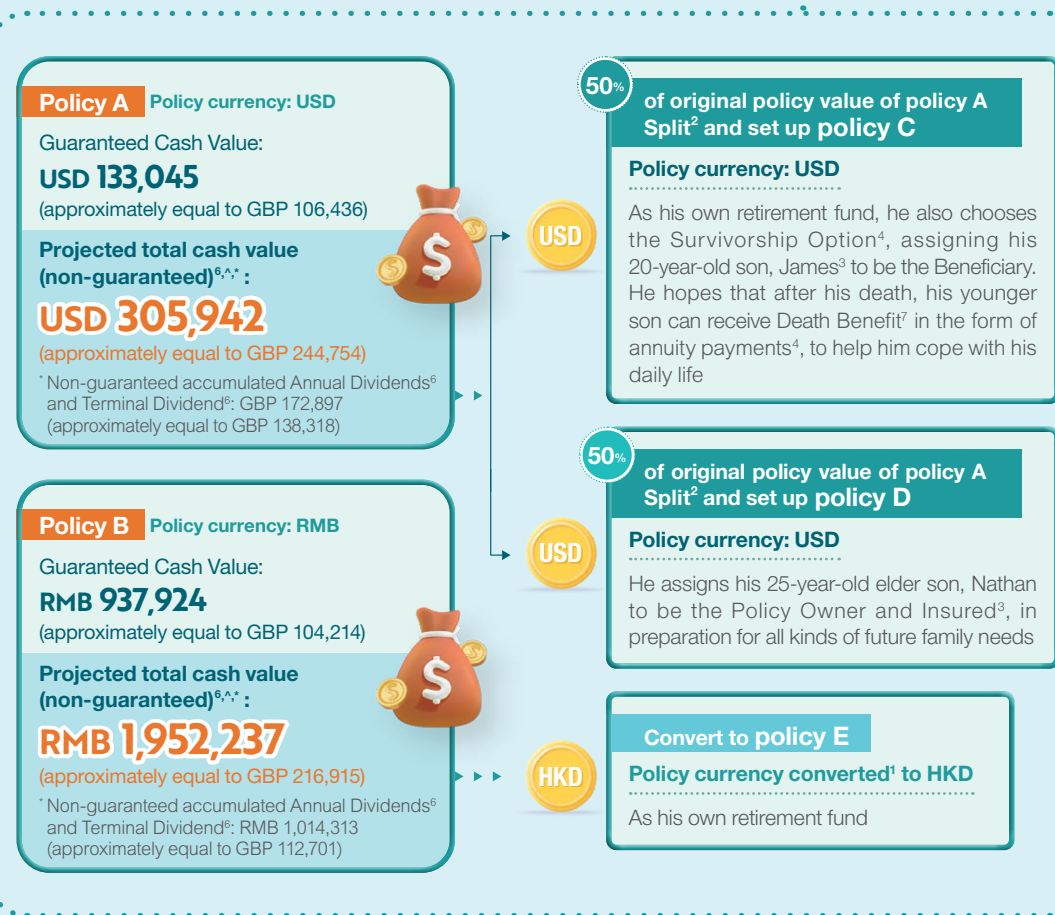 Policy A Policy currency: USD
Guaranteed Cash Value:
USD 133,045
(approximately equal to GBP 106,436)
Projected total cash value
(non-guaranteed)6,^,* :
USD 305,942
(approximately equal to GBP 244,754)
* Non-guaranteed accumulated Annual Dividends6
and Terminal Dividend6: GBP 172,897
(approximately equal to GBP 138,318)
$
Policy B Policy currency: RMB
Guaranteed Cash Value:
RMB 937,924
(approximately equal to GBP 104,214)
Projected total cash value
(non-guaranteed)6,^,* :
RMB 1,952,237
(approximately equal to GBP 216,915)
* Non-guaranteed accumulated Annual Dividends6
and Terminal Dividend6: RMB 1,014,313
(approximately equal to GBP 112,701)
$
USD
50%
of original policy value of policy A
Split2 and set up policy C
Policy currency: USD
As his own retirement fund, he also chooses
the Survivorship Option4, assigning his
20-year-old son, James3 to be the Beneficiary.
He hopes that after his death, his younger
son can receive Death Benefit7 in the form of
annuity payments4, to help him cope with his
daily life
USD
50%
of original policy value of policy A
Split2 and set up policy D
Policy currency: USD
He assigns his 25-year-old elder son, Nathan
to be the Policy Owner and Insured3, in
preparation for all kinds of future family needs
HKD
Convert to policy E
Policy currency converted1 to HKD
As his own retirement fund